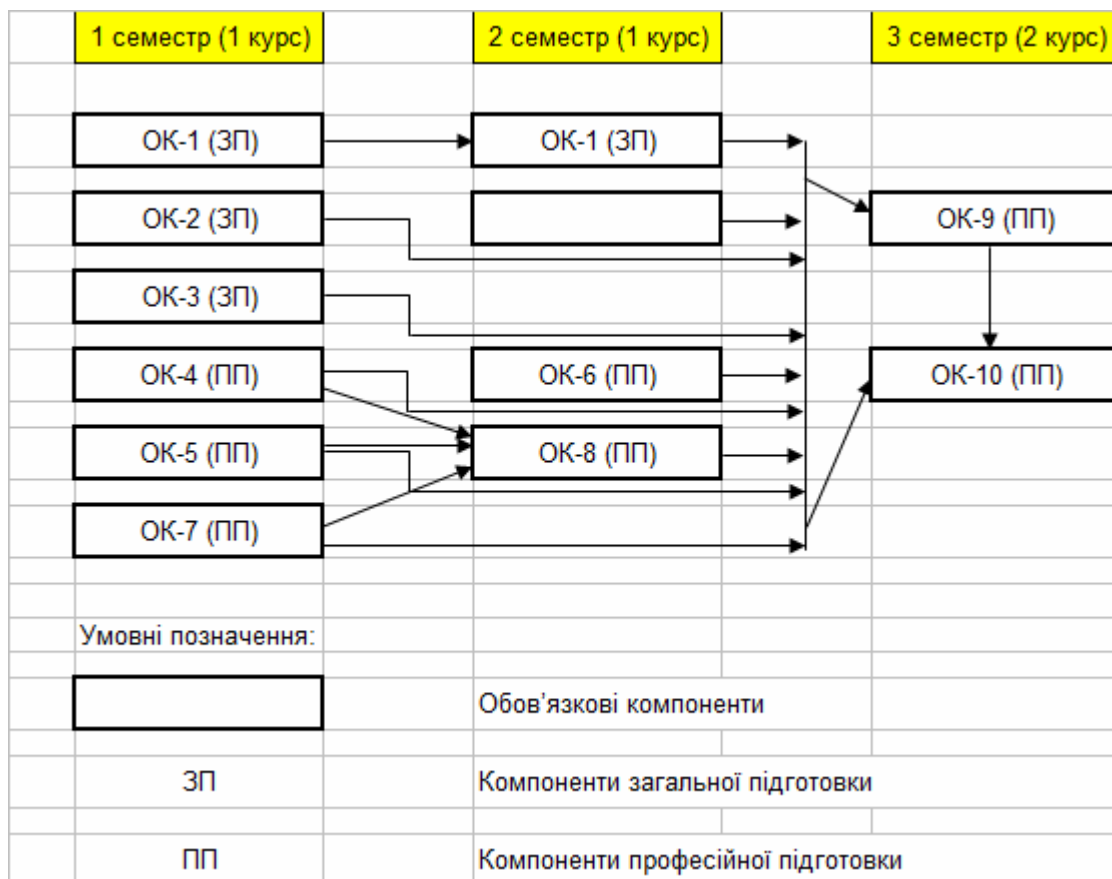 1 семестр (1 курс)
2 семестр (1 курс)
3 семестр (2 курс)
ОК-1 (ЗП)
ОК-1 (ЗП)
ОК-2 (ЗП)
ОК-9 (ПП)
ОК-3 (ЗП)
ОК-4 (ПП)
ОК-6 (ПП)
ОК-10 (ПП)
ОК-5 (ПП)
ОК-8 (ПП)
ОК-7 (ПП)
Умовні позначення:
Обов’язкові компоненти
ЗП
Компоненти загальної підготовки
ПП
Компоненти професійної підготовки